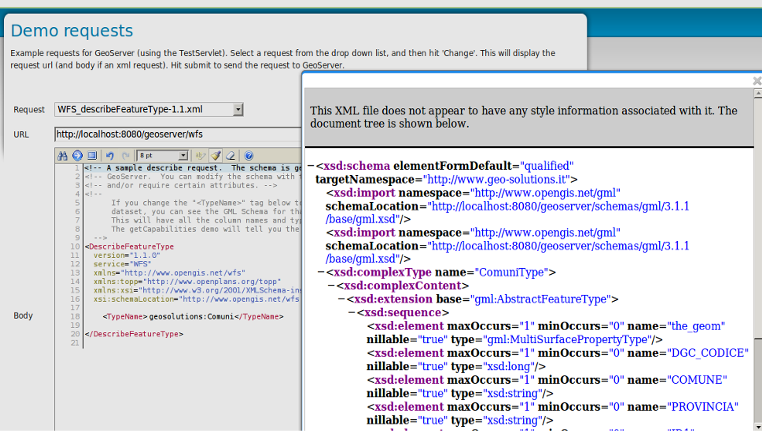 Demo requests
Example requests for GeoServer (using the TestServlet). Select a request from the drop down list, and then hit 'Change'. This will display the
request url (and body if an xml request). Hit submit to send the request to GeoServer.
Request WFS_describeFeatureType-1.1.xml
URL http://localhost:8080/geoserver/wfs
8 pt
Body
1 <!-- A sample describe request. The schema is ge
2 <!-- GeoServer. You can modify the schema with t
3 <!-- and/or require certain attributes. -->
4 <!--
5 If you change the "<TypeName>" tag below to
6 dataset, you can see the GML Schema for tha
7 This will have all the column names and typ
8 The getCapabilities demo will tell you the
9 -->
10 <DescribeFeatureType
11 version="1.1.0"
12 service="WFS"
13 xmlns="http://www.opengis.net/wfs"
14 xmlns:topp="http://www.openplans.org/topp"
15 xmlns:xsi="http://www.w3.org/2001/XMLSchema-ins
16 xsi:schemaLocation="http://www.opengis.net/wfs
17
18 <TypeName>geosolutions:Comuni</TypeName>
19
20 </DescribeFeatureType>
21
This XML file does not appear to have any style information associated with it. The
document tree is shown below.
−<xsd:schema elementFormDefault="qualified"
targetNamespace="http://www.geo-solutions.it">
<xsd:import namespace="http://www.opengis.net/gml"
schemaLocation="http://localhost:8080/geoserver/schemas/gml/3.1.1
/base/gml.xsd"/>
<xsd:import namespace="http://www.opengis.net/gml"
schemaLocation="http://localhost:8080/geoserver/schemas/gml/3.1.1
/base/gml.xsd"/>
−<xsd:complexType name="ComuniType">
−<xsd:complexContent>
−<xsd:extension base="gml:AbstractFeatureType">
−<xsd:sequence>
<xsd:element maxOccurs="1" minOccurs="0" name="the_geom"
nillable="true" type="gml:MultiSurfacePropertyType"/>
<xsd:element maxOccurs="1" minOccurs="0" name="DGC_CODICE"
nillable="true" type="xsd:long"/>
<xsd:element maxOccurs="1" minOccurs="0" name="COMUNE"
nillable="true" type="xsd:string"/>
<xsd:element maxOccurs="1" minOccurs="0" name="PROVINCIA"
nillable="true" type="xsd:string"/>